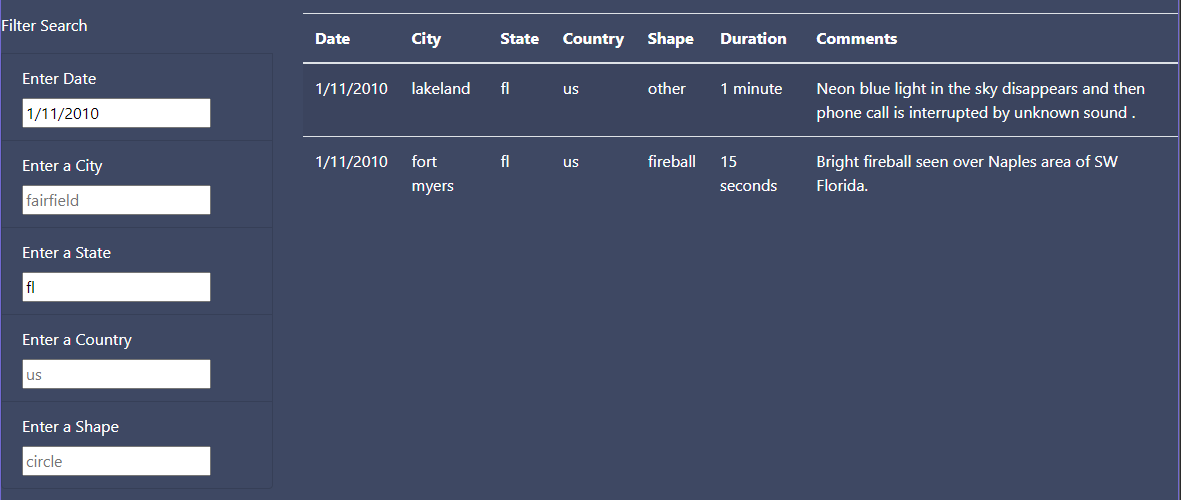 Filter Search
Enter Date
1/11/2010
Enter a City
fairfield
Enter a State
fl
Enter a Country
us
Enter a Shape
circle
Date City State Country Shape Duration Comments
1/11/2010 lakeland fl us other 1 minute Neon blue light in the sky disappears and then
phone call is interrupted by unknown sound .
1/11/2010 fort fl us fireball 15 Bright fireball seen over Naples area of SW
myers seconds Florida.